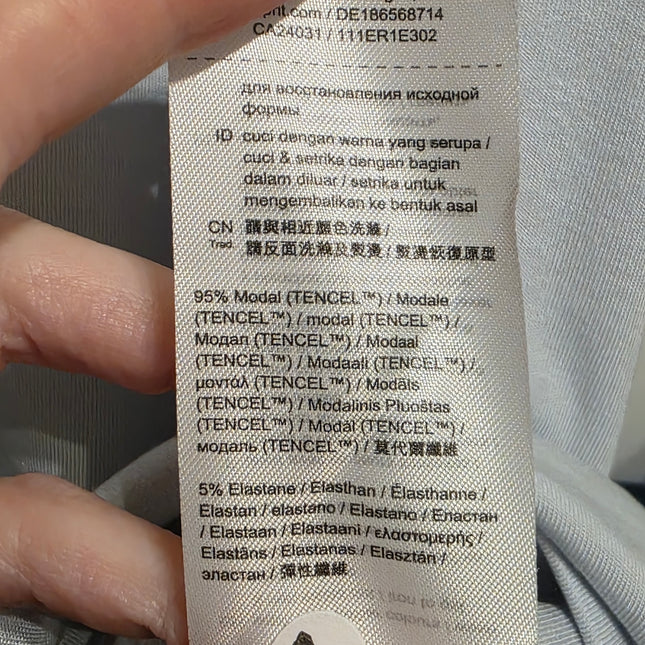 prit.com / DE186568714
CA24031 / 111ER1E302
для восстановления исходной
формы
ID cuci dengan warna yang serupa /
cuci & setrika dengan bagian
dalam diluar / setrika untuk
mengembalikan ke bentuk asal
CN 請與相近顏色洗滌 /
Trad. 請反面洗滌及熨燙 / 熨燙恢復原型
95% Modal (TENCEL™) / Modale
(TENCEL™) / modal (TENCEL™) /
Модал (TENCEL™) / Modaal
(TENCEL™) / Modaali (TENCEL™) /
μοντάλ (TENCEL™) / Modāls
(TENCEL™) / Modalinis Pluoštas
(TENCEL™) / Modál (TENCEL™) /
модаль (TENCEL™) / 莫代爾纖維
5% Elastane / Elasthan / Élasthanne /
Elastan / elastano / Elastano / Еластан
/ Elastaan / Elastaani / ελαστομερής /
Elastāns / Elastanas / Elasztán /
эластан / 彈性纖維